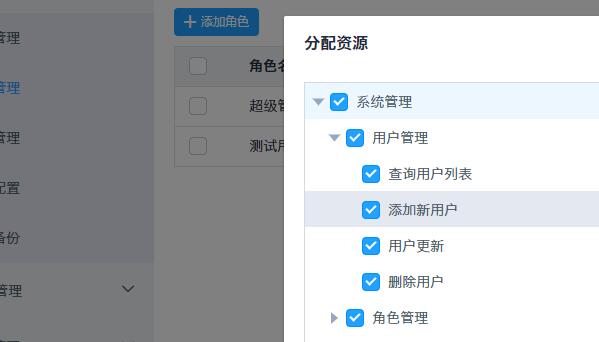 添加角色
分配资源
管理
角色名
系统管理
管理
超级管
用户管理
管理
测试用
查询用户列表
配置
添加新用户
备份
用户更新
管理
删除用户
角色管理